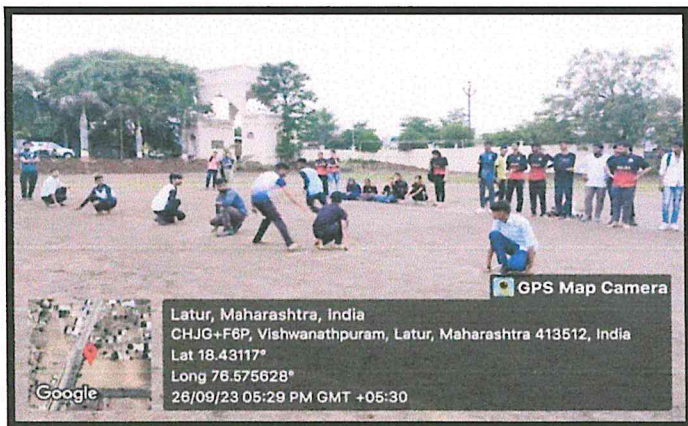 GPS Map Camera
Latur, Maharashtra, India
CHJG+F6P, Vishwanathpuram, Latur, Maharashtra 413512, India
Lat 18.43117°
Long 76.575628°
26/09/23 05:29 PM GMT +05:30
Google